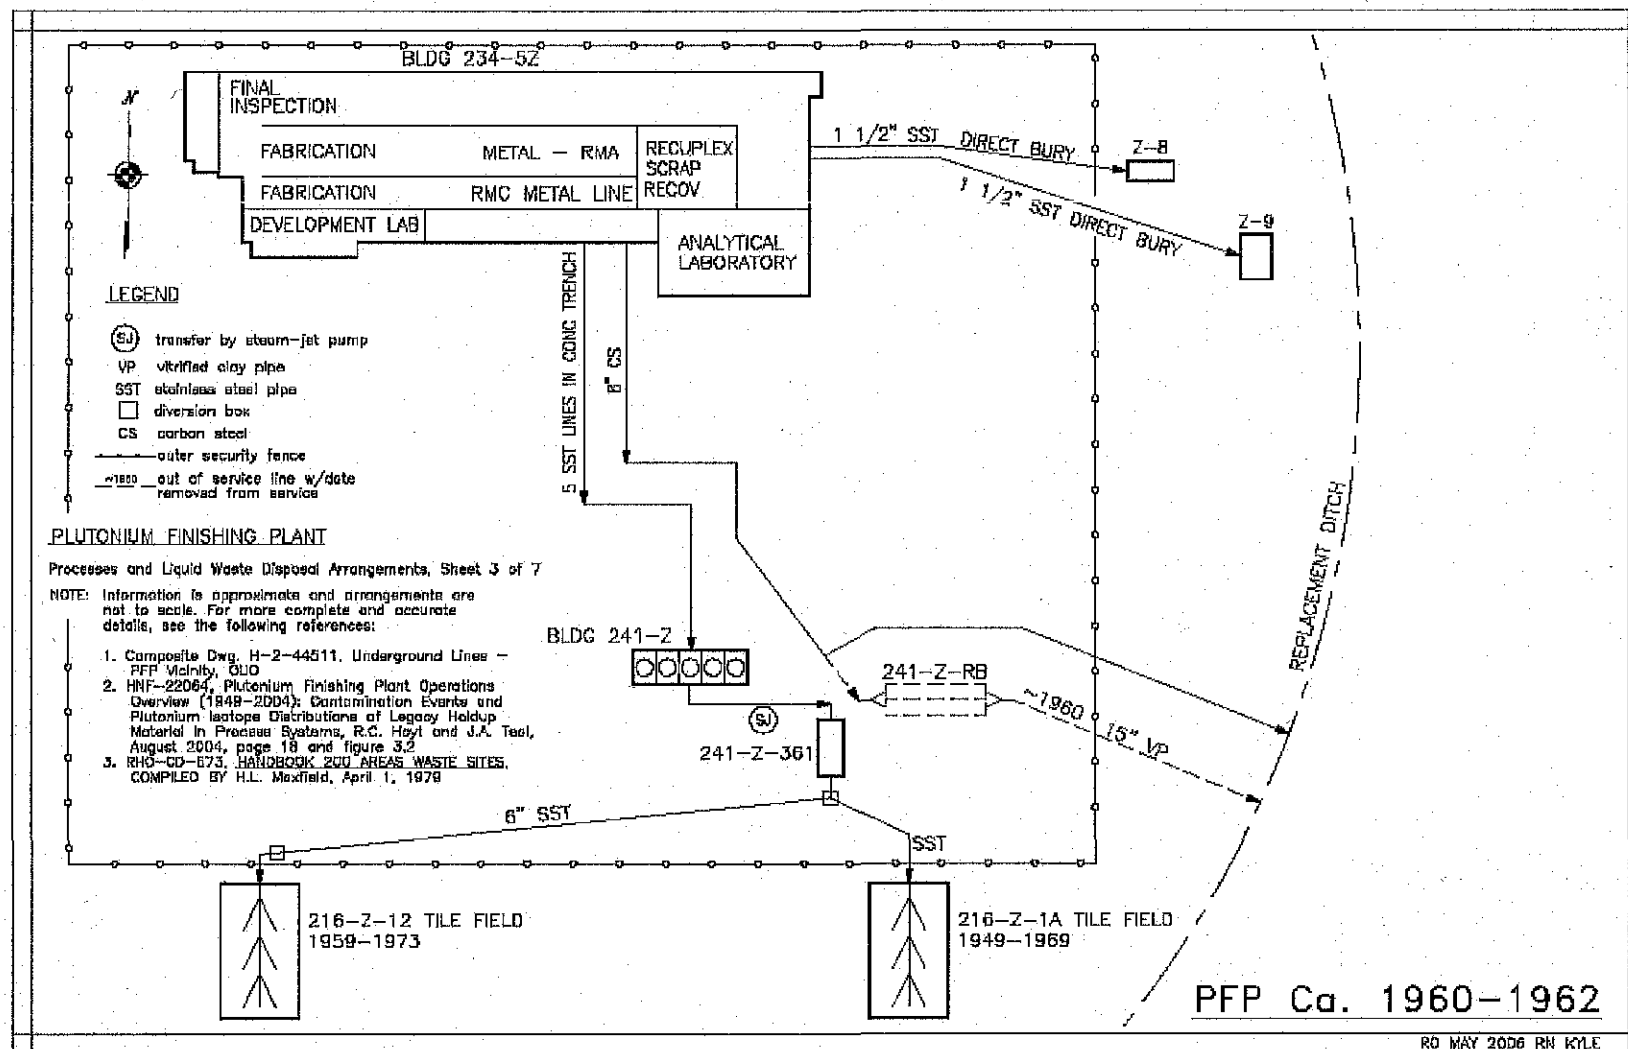 BLDG 234-5Z
N
FINAL
INSPECTION
FABRICATION METAL - RMA
RECUPLEX
SCRAP
RECOV
FABRICATION RMC METAL LINE
DEVELOPMENT LAB
ANALYTICAL
LABORATORY
1 1/2" SST DIRECT BURY
Z-8
1 1/2" SST DIRECT BURY
Z-9
5 SST LINES IN CONC TRENCH
CS
LEGEND
SJ transfer by steam-jet pump
VP vitrified clay pipe
SST stainless steel pipe
diversion box
CS carbon steel
outer security fence
~1960 out of service line w/date
removed from service
PLUTONIUM FINISHING PLANT
Processes and Liquid Waste Disposal Arrangements, Sheet 3 of 7
NOTE: Information is approximate and arrangements are
not to scale. For more complete and accurate
details, see the following references:
1. Composite Dwg. H-2-44511, Underground Lines -
PFP Vicinity, OUO
2. HNF-22064, Plutonium Finishing Plant Operations
Overview (1949-2004): Contamination Events and
Plutonium Isotope Distributions of Legacy Holdup
Material in Process Systems, R.C. Hoyt and J.A. Teal,
August 2004, page 18 and figure 3.2
3. RHO-CD-673, HANDBOOK 200 AREAS WASTE SITES,
COMPILED BY H.L. Maxfield, April 1, 1979
BLDG 241-Z
SJ
241-Z-361
241-Z-RB
~1960 15" VP
REPLACEMENT DITCH
6" SST
SST
216-Z-12 TILE FIELD
1959-1973
216-Z-1A TILE FIELD
1949-1969
PFP Ca. 1960-1962
RO MAY 2006 RN KYLE